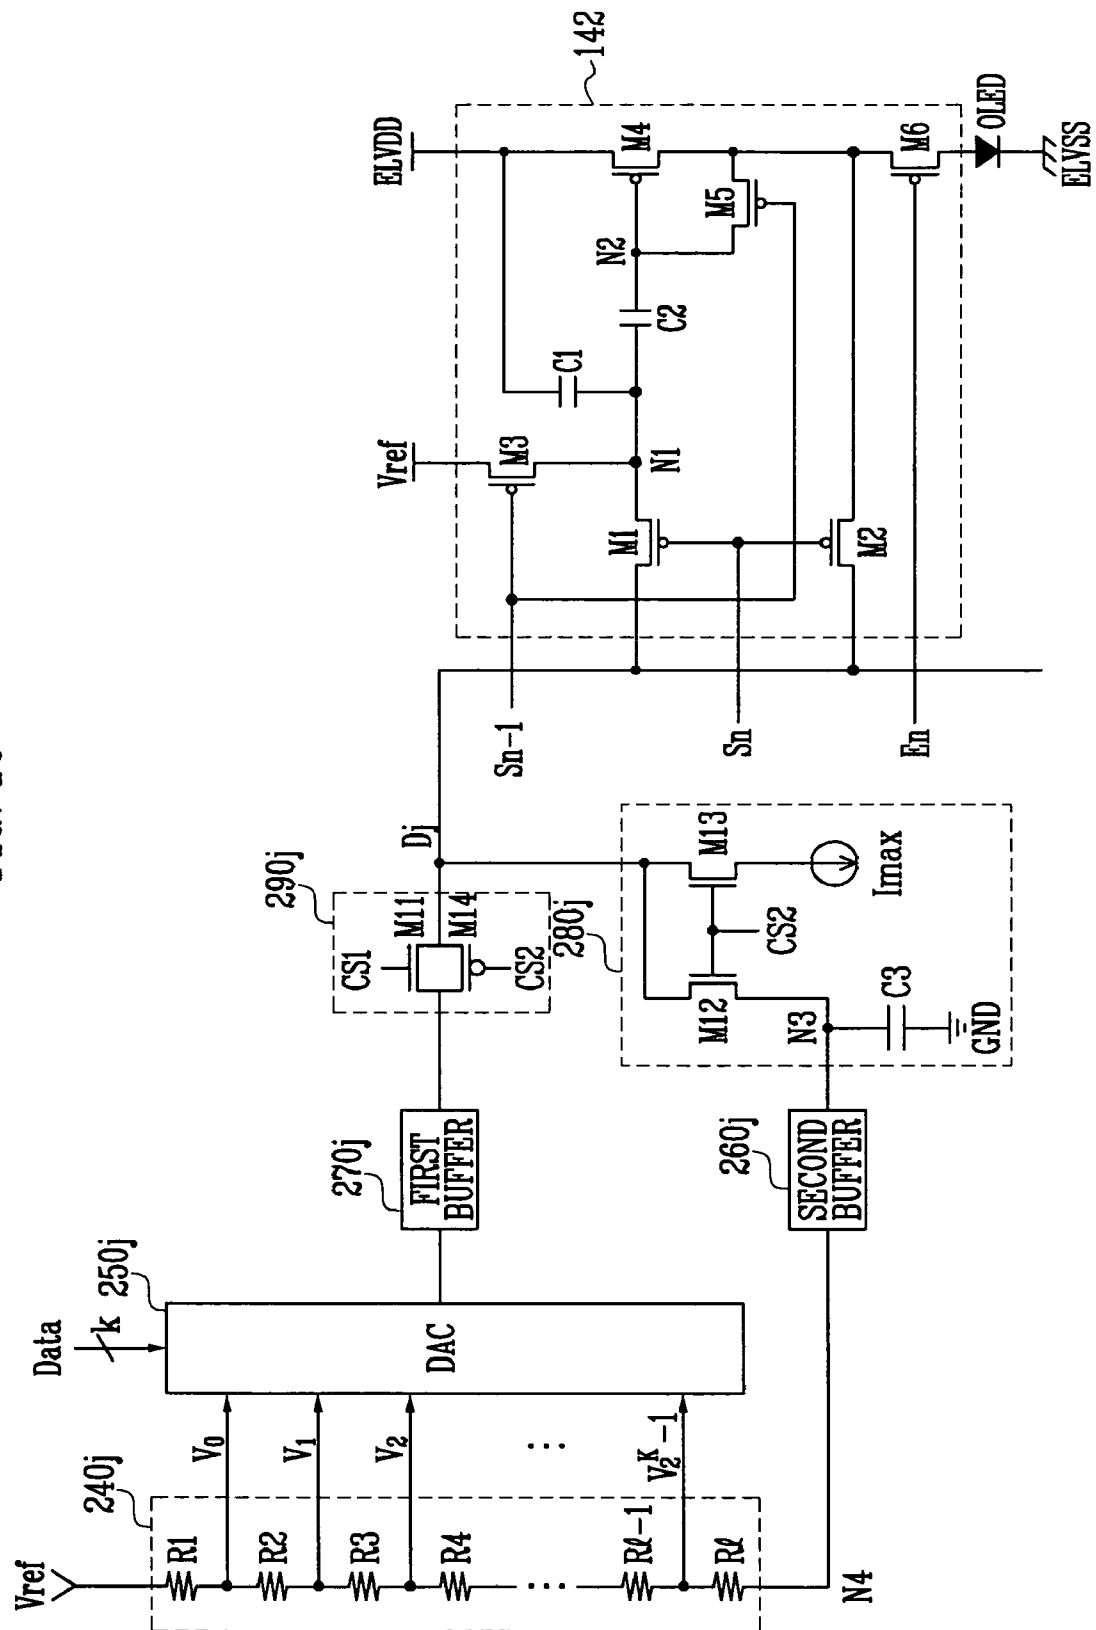 Vref
240j
R1
R2
R3
R4
...
Rℓ-1
Rℓ
N4
V0
V1
V2
...
V2^K-1
Data
k
250j
DAC
270j
FIRST
BUFFER
260j
SECOND
BUFFER
290j
CS1
M11
M14
CS2
Dj
280j
M12
M13
CS2
N3
C3
GND
Imax
Sn-1
Sn
En
142
Vref
M3
N1
M1
M2
C1
C2
N2
ELVDD
M4
M5
M6
OLED
ELVSS